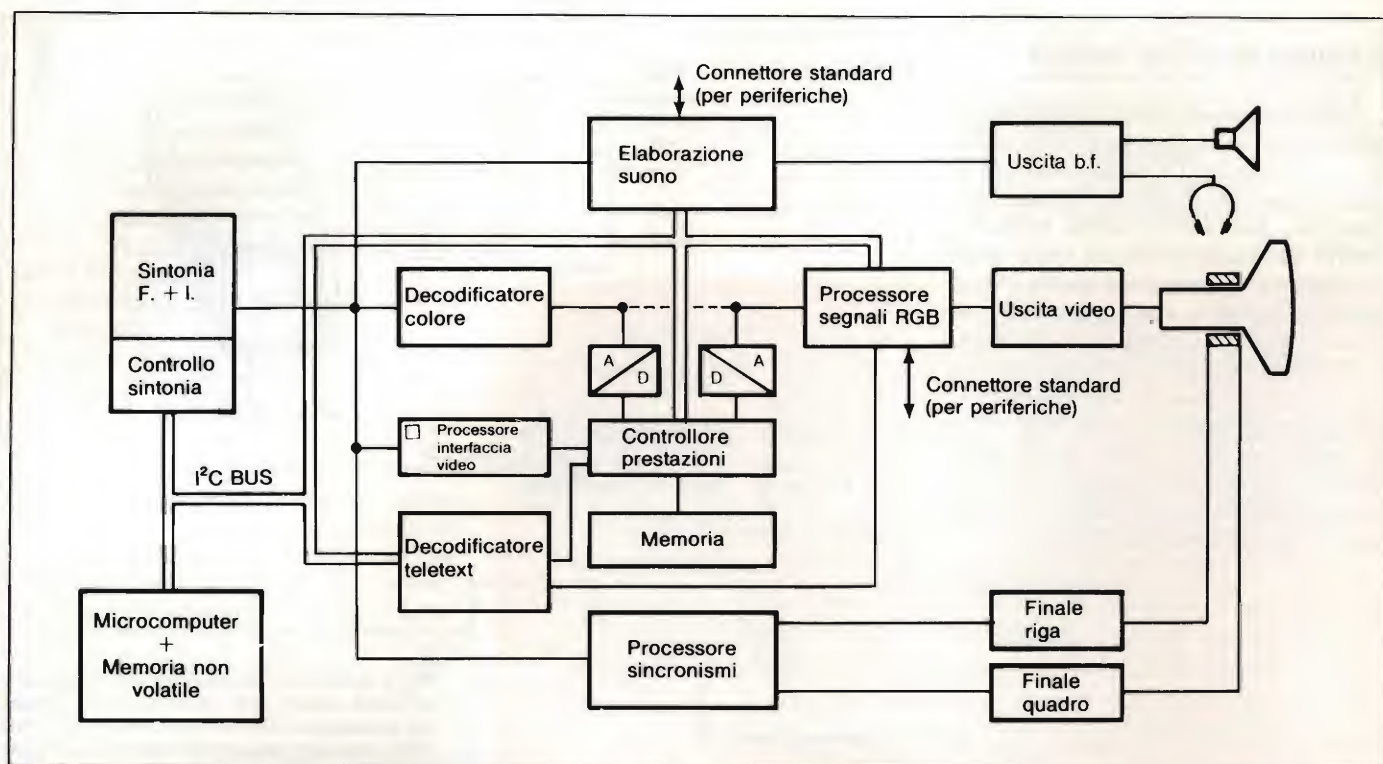 Connettore standard
(per periferiche)
Elaborazione
suono
Uscita b.f.
Sintonia
F. + I.
Controllo
sintonia
Decodificatore
colore
A
D
A
D
Processore
segnali RGB
Uscita video
Connettore standard
(per periferiche)
Processore
interfaccia
video
Controllore
prestazioni
I²C BUS
Decodificatore
teletext
Memoria
Microcomputer
+
Memoria non
volatile
Processore
sincronismi
Finale
riga
Finale
quadro